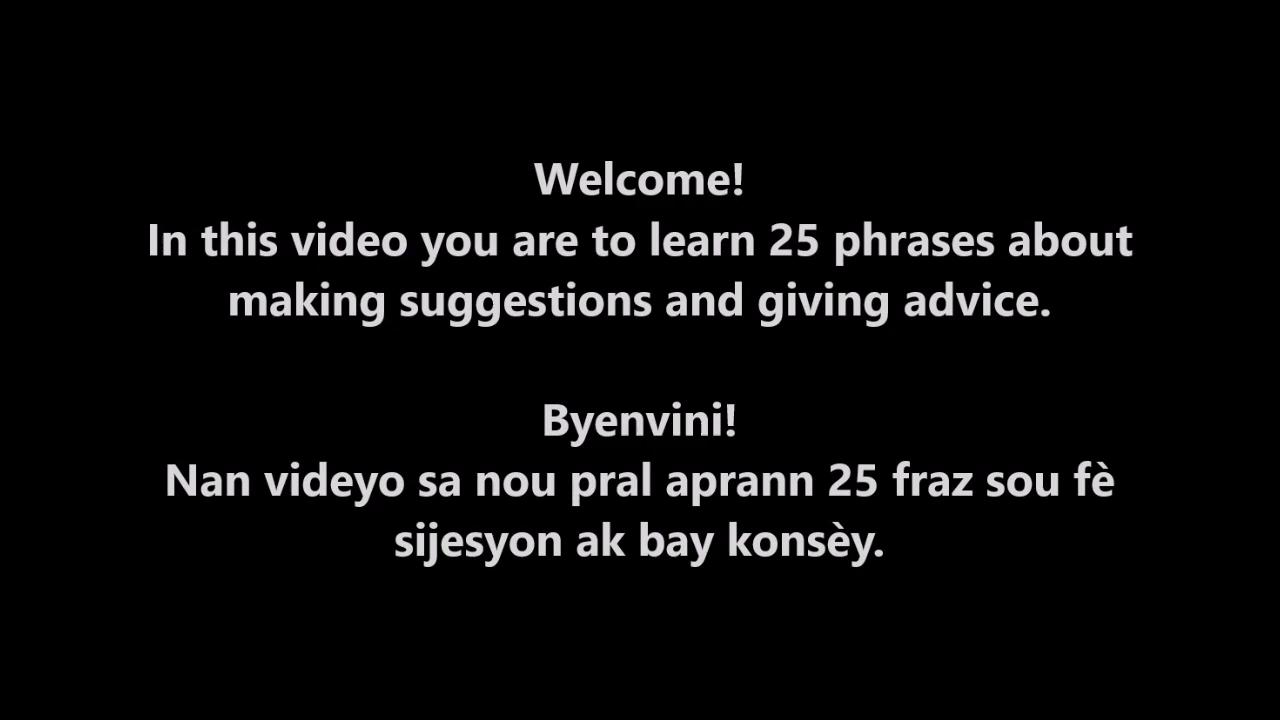 Welcome!
In this video you are to learn 25 phrases about
making suggestions and giving advice.
Byenvini!
Nan videyo sa nou pral aprann 25 fraz sou fè
sijesyon ak bay konsèy.